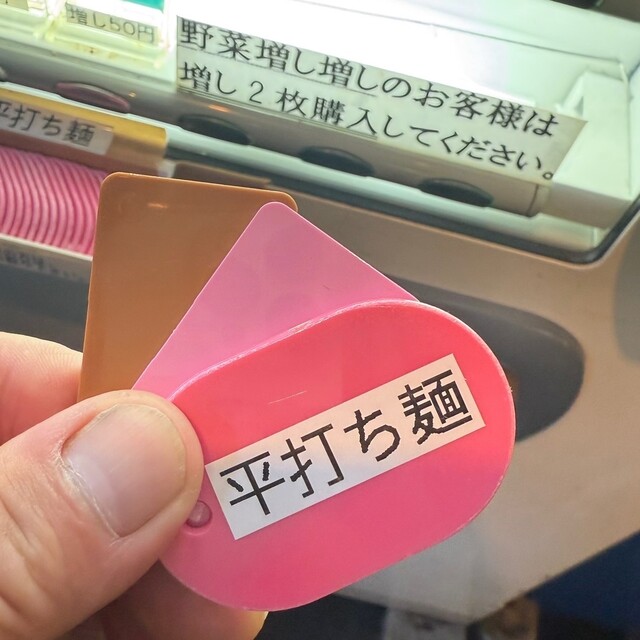 増し50円
野菜増し増しのお客様は
増し2枚購入してください。
平打ち麺
平打ち麺